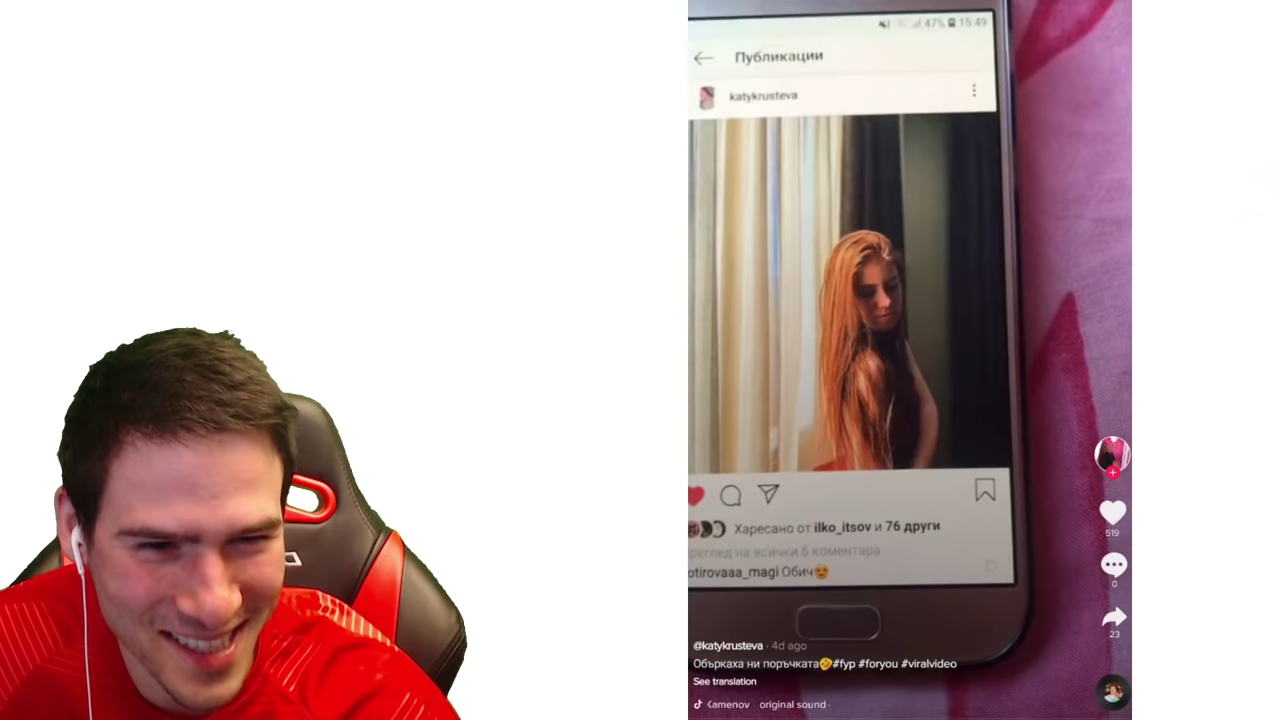 47% 15:49
Публикации
katykrusteva
Харесано от ilko_itsov и 76 други
преглед на всички 6 коментара
otirovaaa_magi Обич😊
@katykrusteva · 4d ago
Объркаха ни поръчката🤣#fyp #foryou #viralvideo
See translation
Kamenov original sound
519
0
23